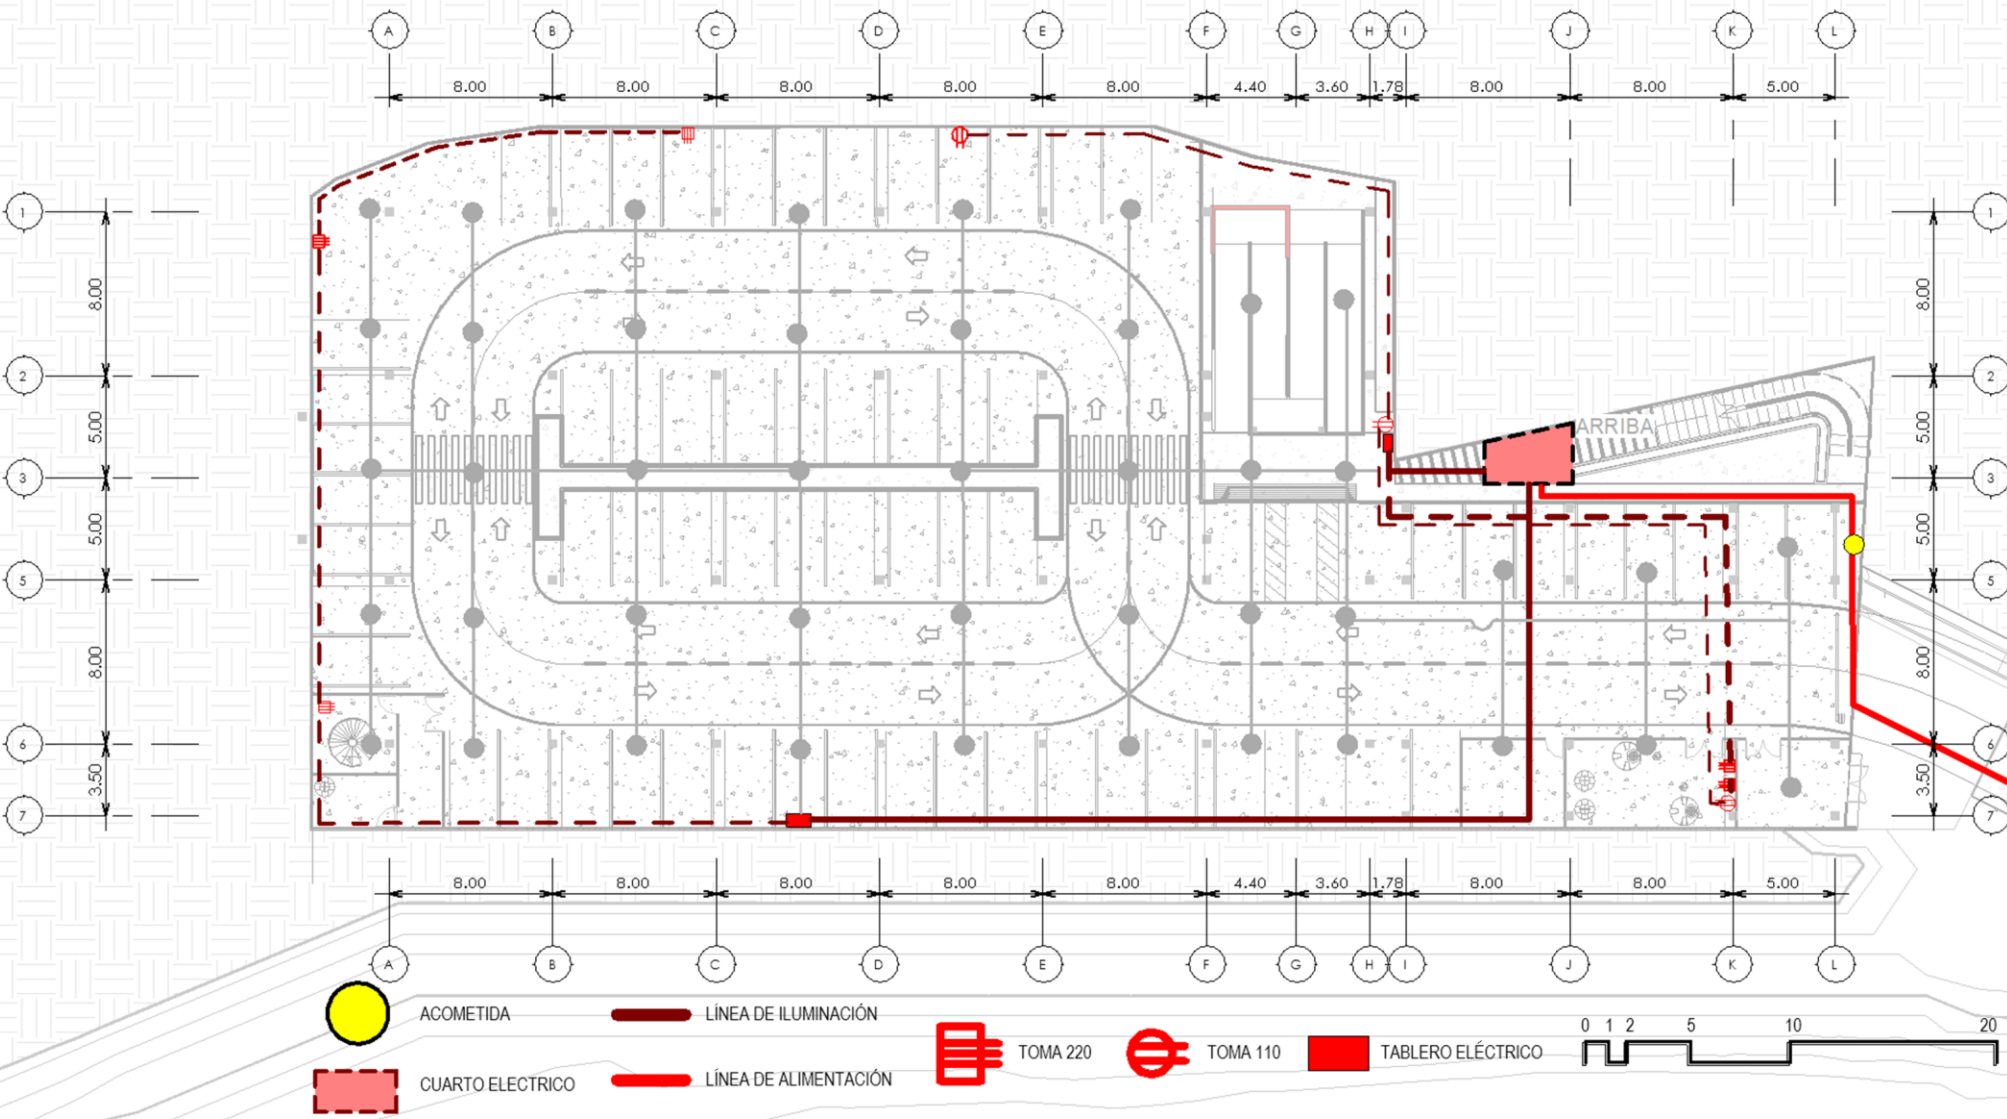 A B C D E F G H I J K L
8.00 8.00 8.00 8.00 8.00 4.40 3.60 1.78 8.00 8.00 5.00
1 1
8.00 8.00
2 2
5.00 ARRIBA 5.00
3 3
5.00 5.00
5 5
8.00 8.00
6 6
3.50 3.50
7 7
8.00 8.00 8.00 8.00 8.00 4.40 3.60 1.78 8.00 8.00 5.00
A B C D E F G H I J K L
ACOMETIDA LÍNEA DE ILUMINACIÓN
0 1 2 5 10 20
TOMA 220 TOMA 110 TABLERO ELÉCTRICO
CUARTO ELECTRICO LÍNEA DE ALIMENTACIÓN